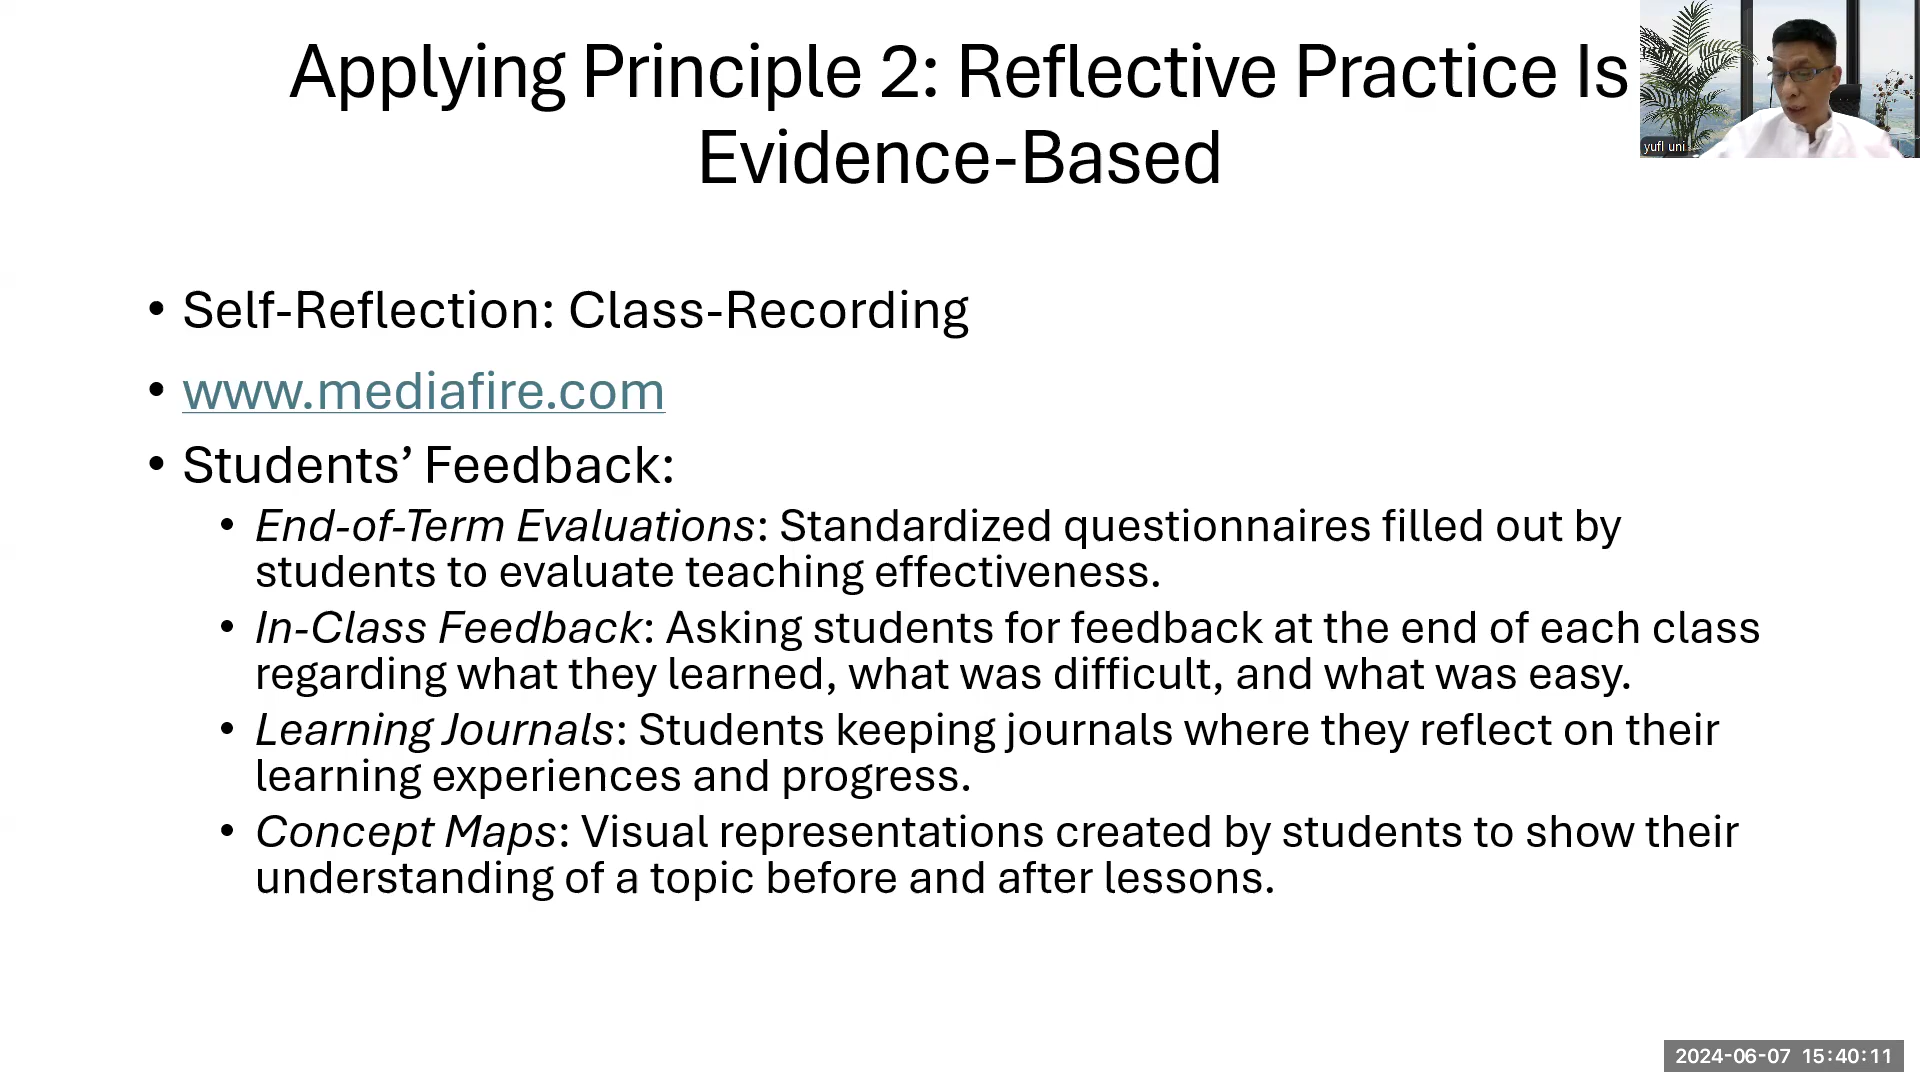 Applying Principle 2: Reflective Practice Is
Evidence-Based
yufl uni
• Self-Reflection: Class-Recording
• www.mediafire.com
• Students’ Feedback:
• End-of-Term Evaluations: Standardized questionnaires filled out by
students to evaluate teaching effectiveness.
• In-Class Feedback: Asking students for feedback at the end of each class
regarding what they learned, what was difficult, and what was easy.
• Learning Journals: Students keeping journals where they reflect on their
learning experiences and progress.
• Concept Maps: Visual representations created by students to show their
understanding of a topic before and after lessons.
2024-06-07 15:40:11